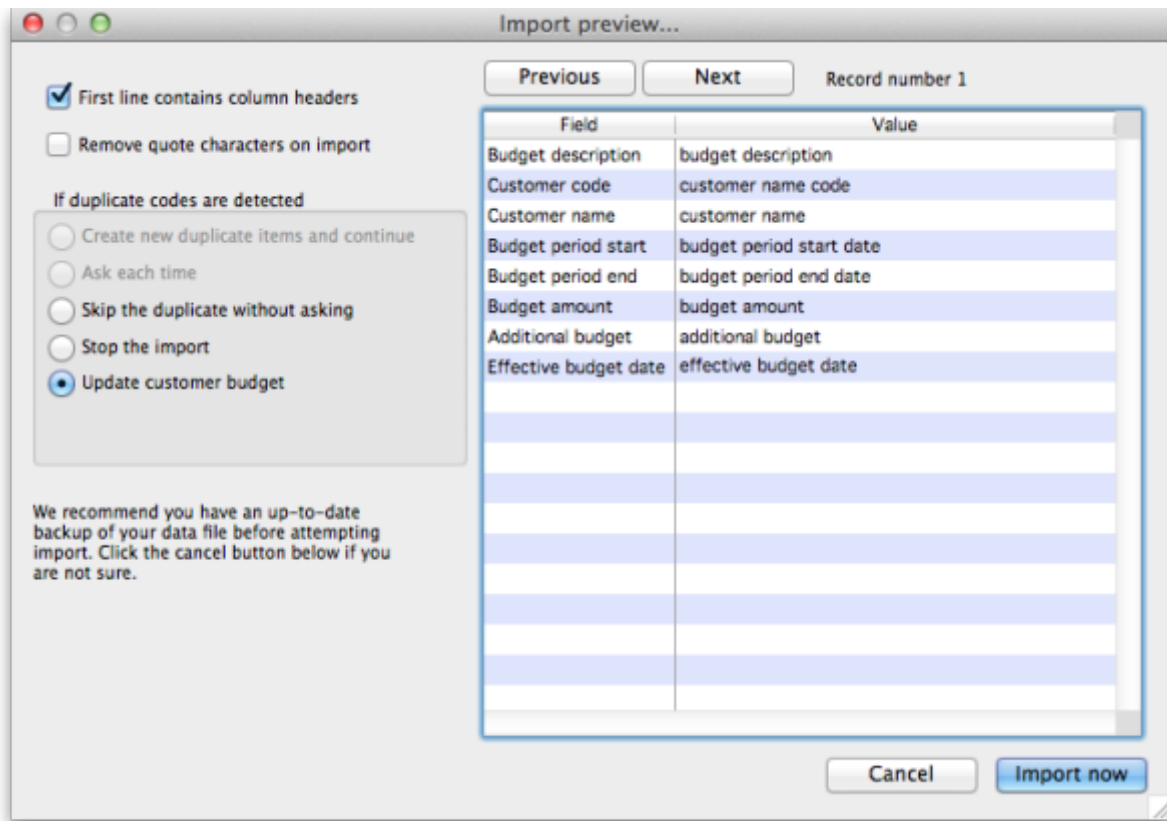 Import preview...
First line contains column headers
Remove quote characters on import
If duplicate codes are detected
Create new duplicate items and continue
Ask each time
Skip the duplicate without asking
Stop the import
Update customer budget
We recommend you have an up-to-date
backup of your data file before attempting
import. Click the cancel button below if you
are not sure.
Previous Next Record number 1
Field Value
Budget description budget description
Customer code customer name code
Customer name customer name
Budget period start budget period start date
Budget period end budget period end date
Budget amount budget amount
Additional budget additional budget
Effective budget date effective budget date
Cancel Import now